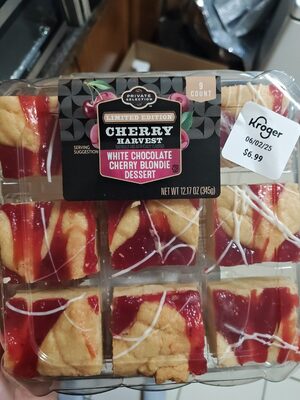 PRIVATE
SELECTION
9
COUNT
LIMITED EDITION
CHERRY
HARVEST
WHITE CHOCOLATE
CHERRY BLONDIE
DESSERT
SERVING
SUGGESTION
NET WT 12.17 OZ (345g)
Kroger
06/02/25
$6.99